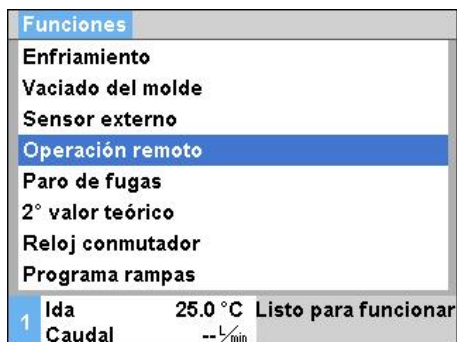 Funciones
Enfriamiento
Vaciado del molde
Sensor externo
Operación remoto
Paro de fugas
2° valor teórico
Reloj conmutador
Programa rampas
1 Ida 25.0 °C Listo para funcionar
Caudal -- L/min